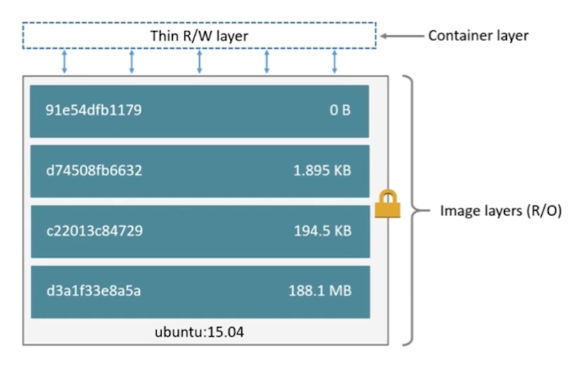 Thin R/W layer
Container layer
91e54dfb1179 0 B
d74508fb6632 1.895 KB
c22013c84729 194.5 KB
Image layers (R/O)
d3a1f33e8a5a 188.1 MB
ubuntu:15.04